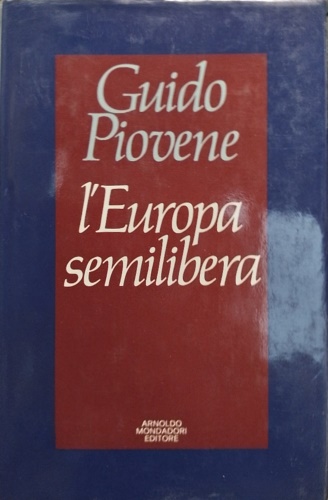 Guido
Piovene
l'Europa
semilibera
ARNOLDO
MONDADORI
EDITORE